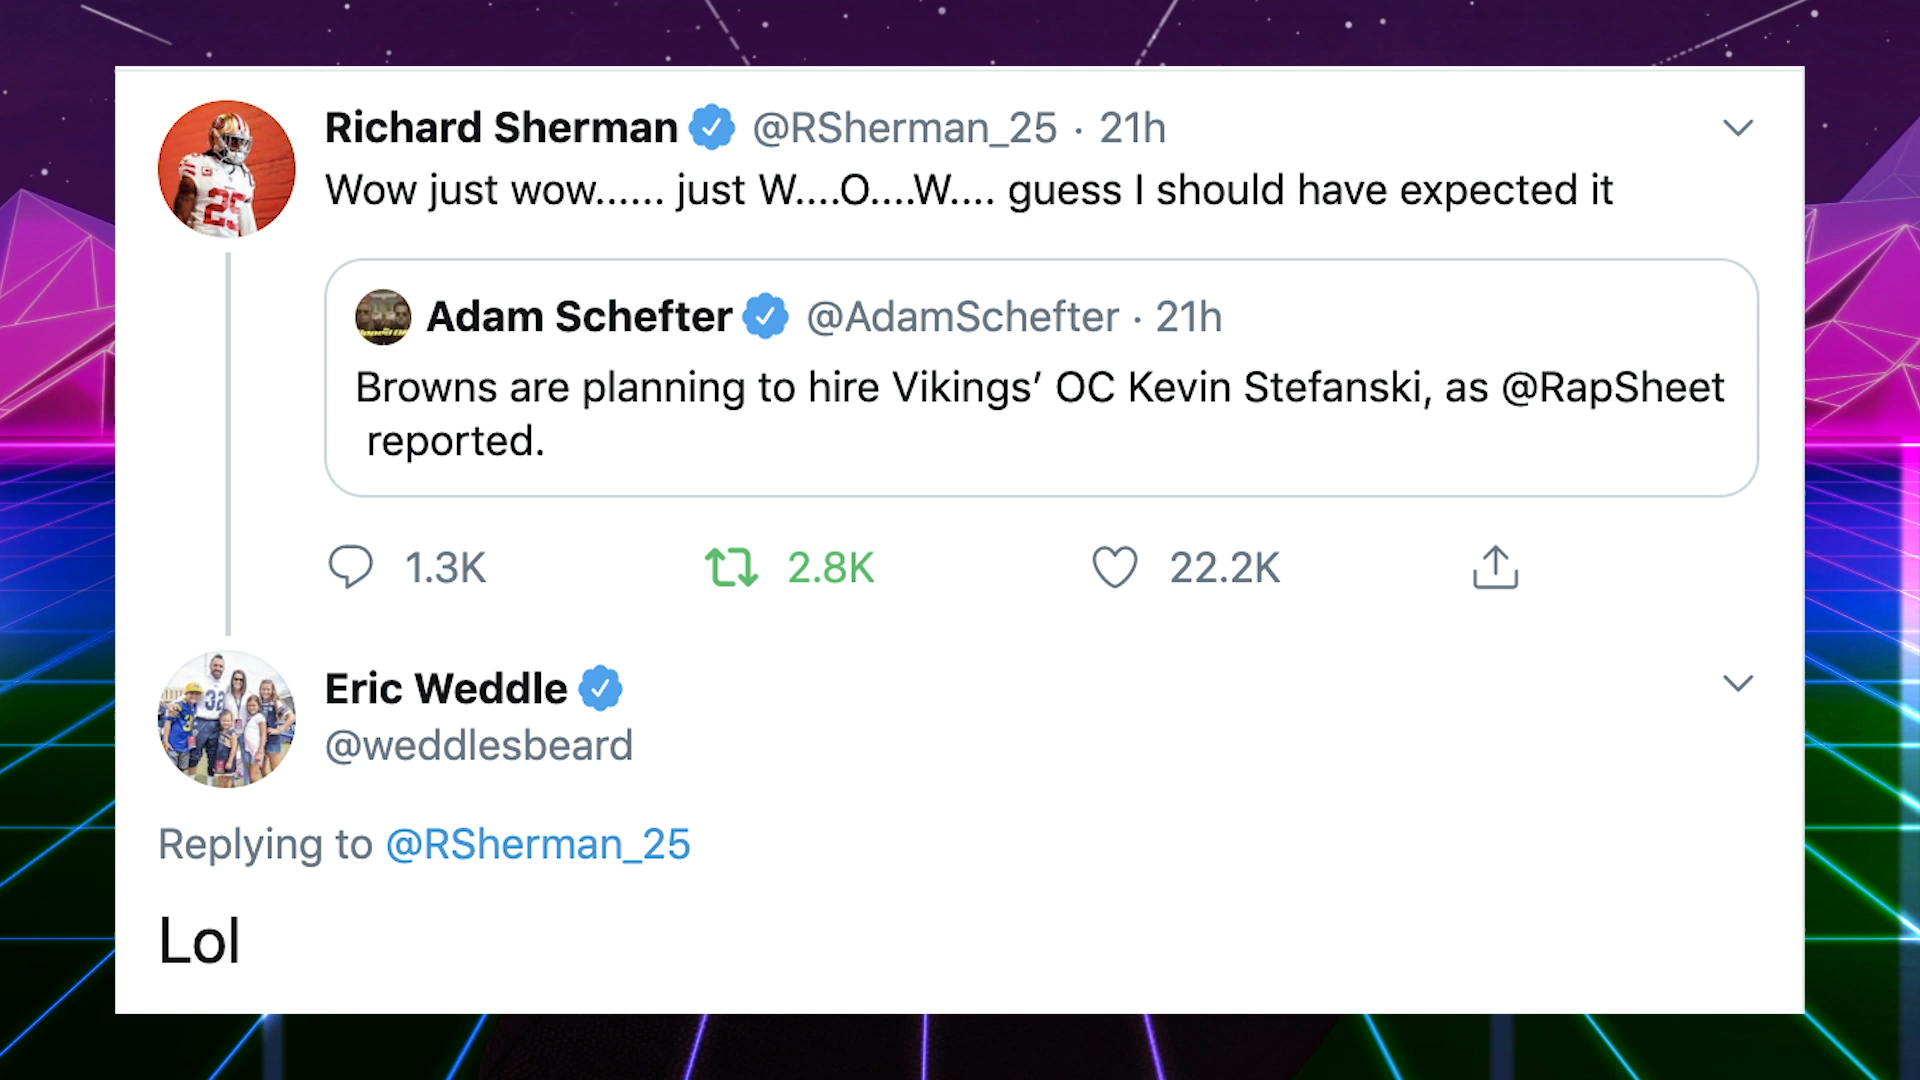 Richard Sherman @RSherman_25 · 21h
Wow just wow...... just W....O....W.... guess I should have expected it
Adam Schefter @AdamSchefter · 21h
Browns are planning to hire Vikings’ OC Kevin Stefanski, as @RapSheet
reported.
1.3K 2.8K 22.2K
Eric Weddle
@weddlesbeard
Replying to @RSherman_25
Lol
25
32